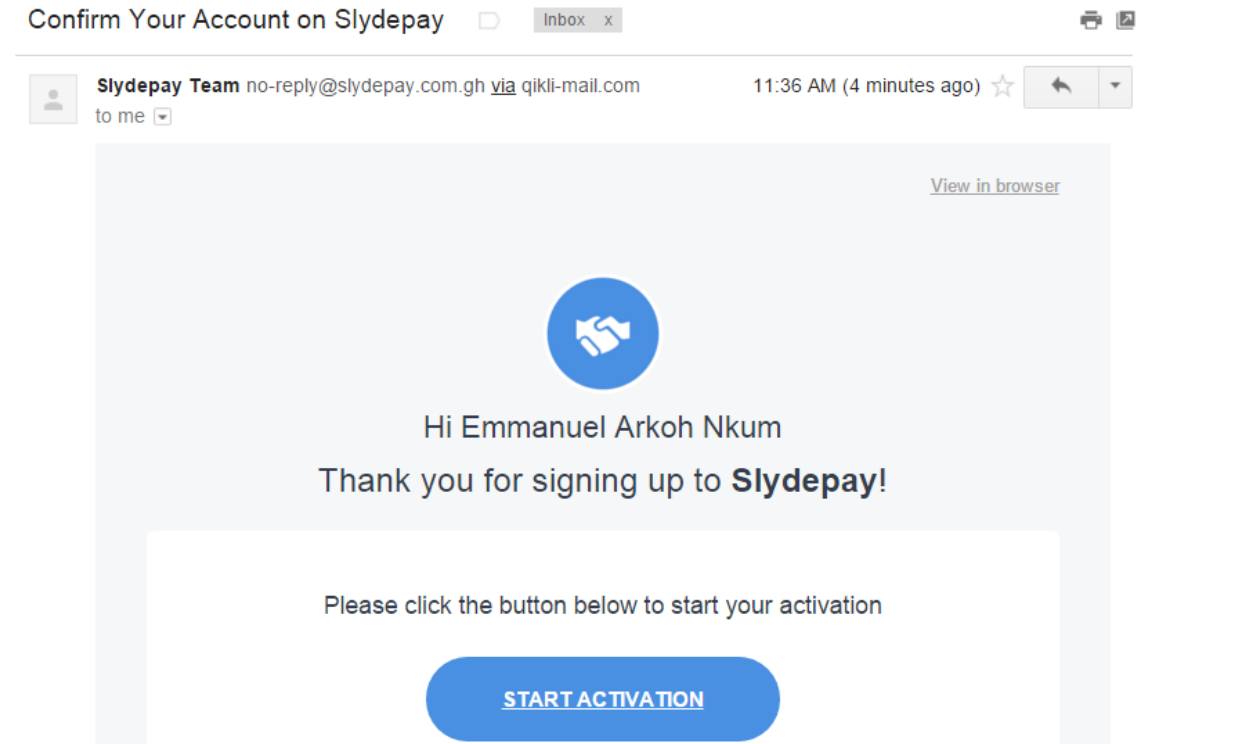 Confirm Your Account on Slydepay Inbox x
Slydepay Team no-reply@slydepay.com.gh via qikli-mail.com 11:36 AM (4 minutes ago)
to me
View in browser
Hi Emmanuel Arkoh Nkum
Thank you for signing up to Slydepay!
Please click the button below to start your activation
START ACTIVATION